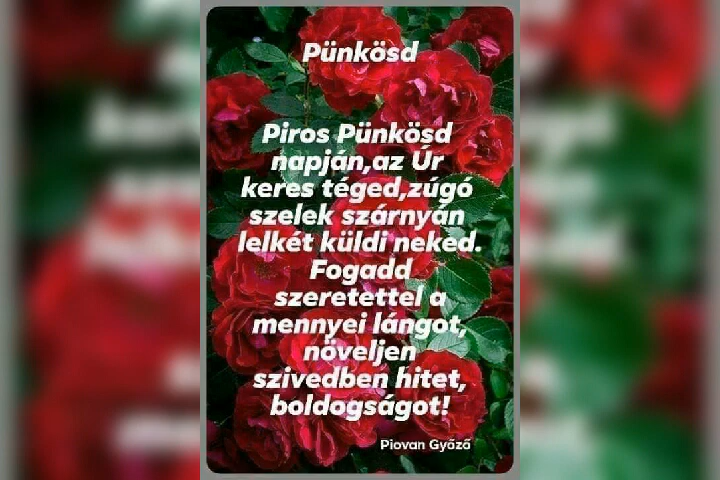 Pünkösd
Piros Pünkösd
napján,az Úr
keres téged,zúgó
szelek szárnyán
lelkét küldi neked.
Fogadd
szeretettel a
mennyei lángot,
növeljen
szivedben hitet,
boldogságot!
Piovan Győző